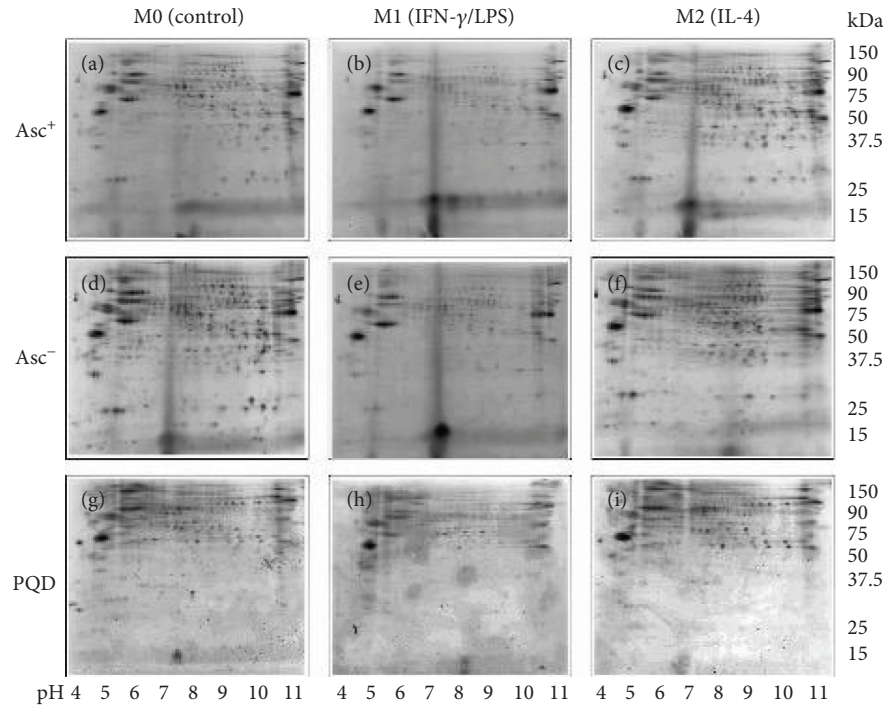 M0 (control) M1 (IFN-γ/LPS) M2 (IL-4) kDa
(a) (b) (c)
Asc⁺
150
90
75
50
37.5
25
15
(d) (e) (f)
Asc⁻
150
90
75
50
37.5
25
15
(g) (h) (i)
PQD
150
90
75
50
37.5
25
15
pH 4 5 6 7 8 9 10 11 4 5 6 7 8 9 10 11 4 5 6 7 8 9 10 11